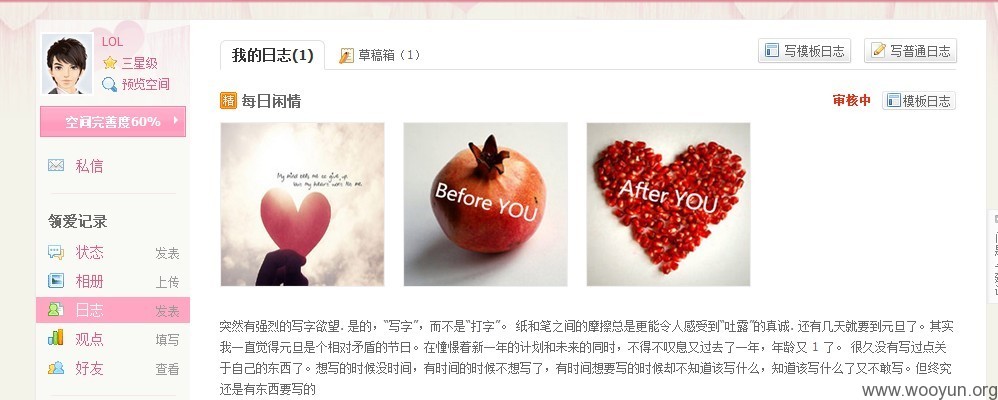 LOL
三星级
预览空间
空间完善度60%
私信
领爱记录
状态 发表
相册 上传
日志 发表
观点 填写
好友 查看
我的日志(1) 草稿箱（1）
写模板日志 写普通日志
精 每日闲情
审核中 模板日志
My mind tells me to give up,
but my heart won't let me.
Before YOU
After YOU
突然有强烈的写字欲望. 是的，“写字”，而不是“打字”。 纸和笔之间的摩擦总是更能令人感受到“吐露”的真诚. 还有几天就要到元旦了。其实
我一直觉得元旦是个相对矛盾的节日。在憧憬着新一年的计划和未来的同时，不得不叹息又过去了一年，年龄又 1 了。 很久没有写过点关
于自己的东西了。想写的时候没时间，有时间的时候不想写了，有时间想要写的时候却不知道该写什么，知道该写什么了又不敢写。但终究
还是有东西要写的
www.wooyun.org